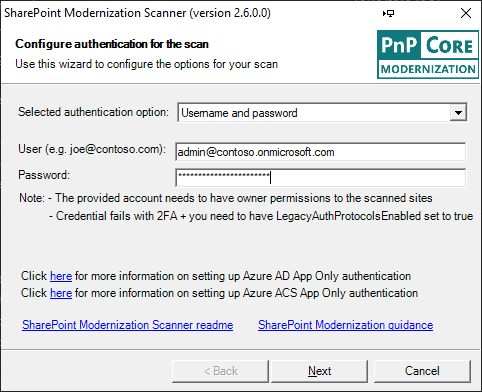 SharePoint Modernization Scanner (version 2.6.0.0)
Configure authentication for the scan
Use this wizard to configure the options for your scan
PnP Core
MODERNIZATION
Selected authentication option: Username and password
User (e.g. joe@contoso.com): admin@contoso.onmicrosoft.com
Password: ************************
Note: - The provided account needs to have owner permissions to the scanned sites
- Credential fails with 2FA + you need to have LegacyAuthProtocolsEnabled set to true
Click here for more information on setting up Azure AD App Only authentication
Click here for more information on setting up Azure ACS App Only authentication
SharePoint Modernization Scanner readme SharePoint Modernization guidance
< Back Next Cancel